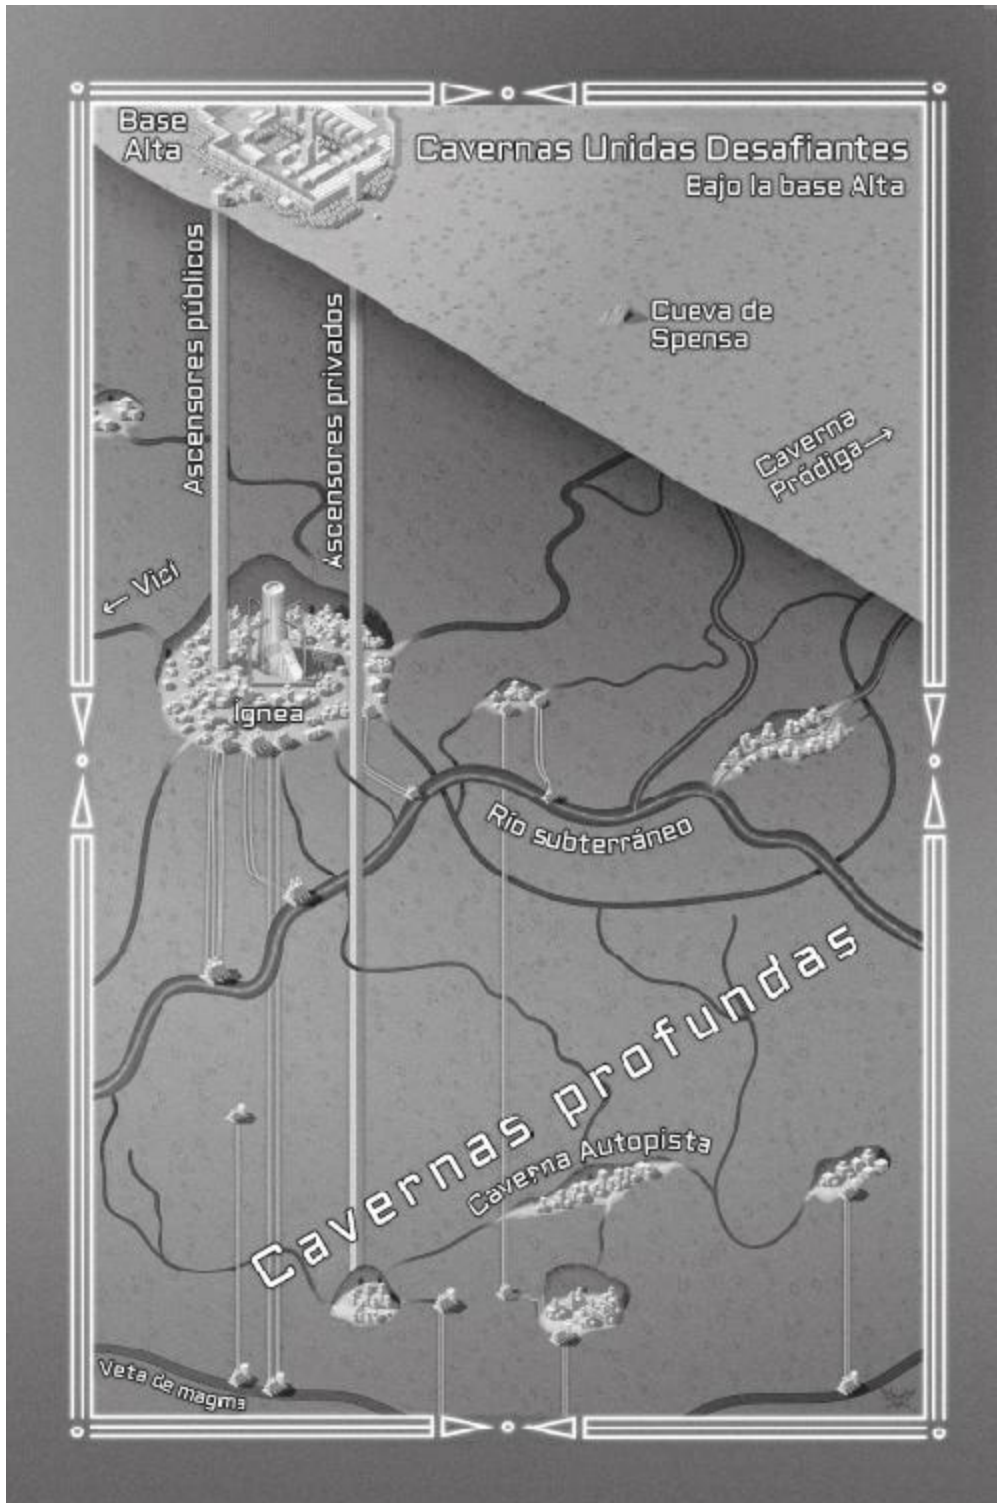 Base
Alta
Cavernas Unidas Desafiantes
Bajo la base Alta
Ascensores públicos
Ascensores privados
Cueva de
Spensa
Caverna
Pródiga→
← Vici
Ígnea
Río subterráneo
Cavernas profundas
Caverna Autopista
Veta de magma